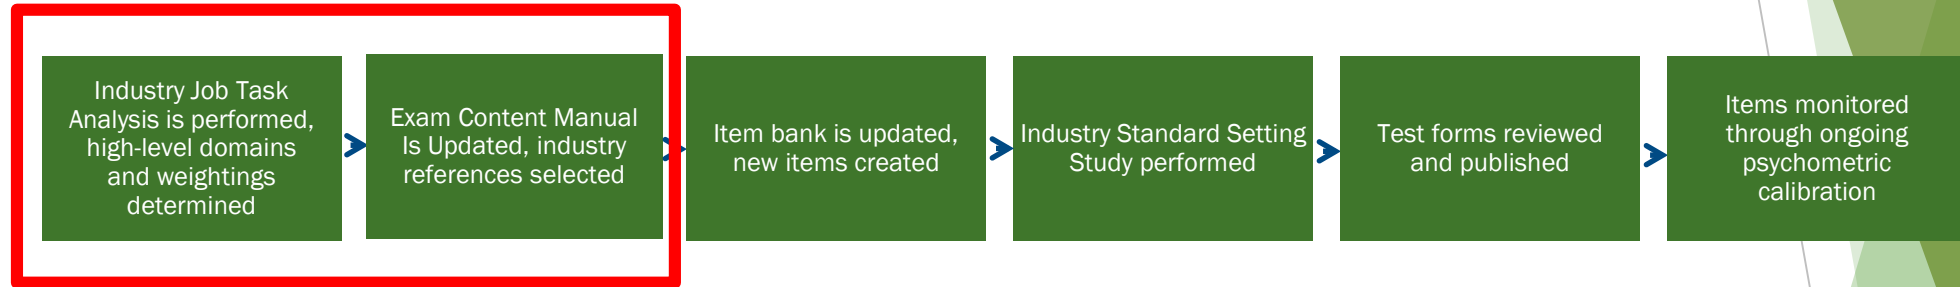 Industry Job Task
Analysis is performed,
high-level domains
and weightings
determined
Exam Content Manual
Is Updated, industry
references selected
Item bank is updated,
new items created
Industry Standard Setting
Study performed
Test forms reviewed
and published
Items monitored
through ongoing
psychometric
calibration